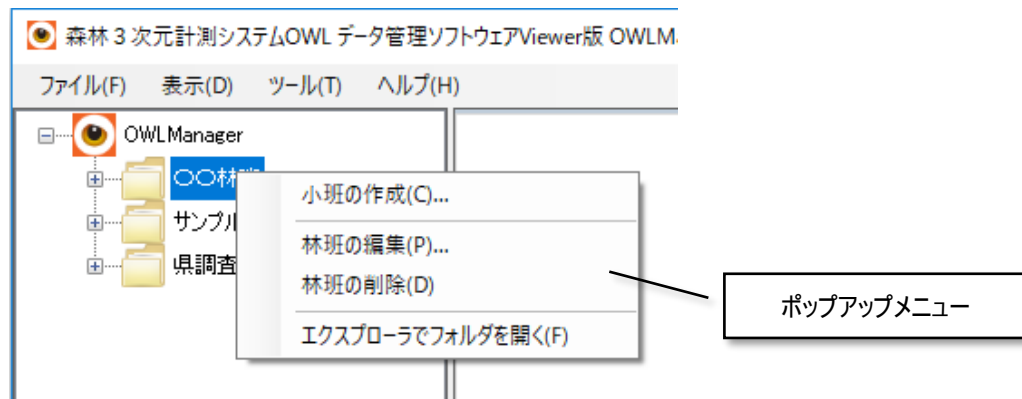 森林３次元計測システムOWL データ管理ソフトウェアViewer版 OWLM
ファイル(F) 表示(D) ツール(T) ヘルプ(H)
OWLManager
〇〇林
小班の作成(C)...
サンプル
林班の編集(P)...
県調査
林班の削除(D)
ポップアップメニュー
エクスプローラでフォルダを開く(F)